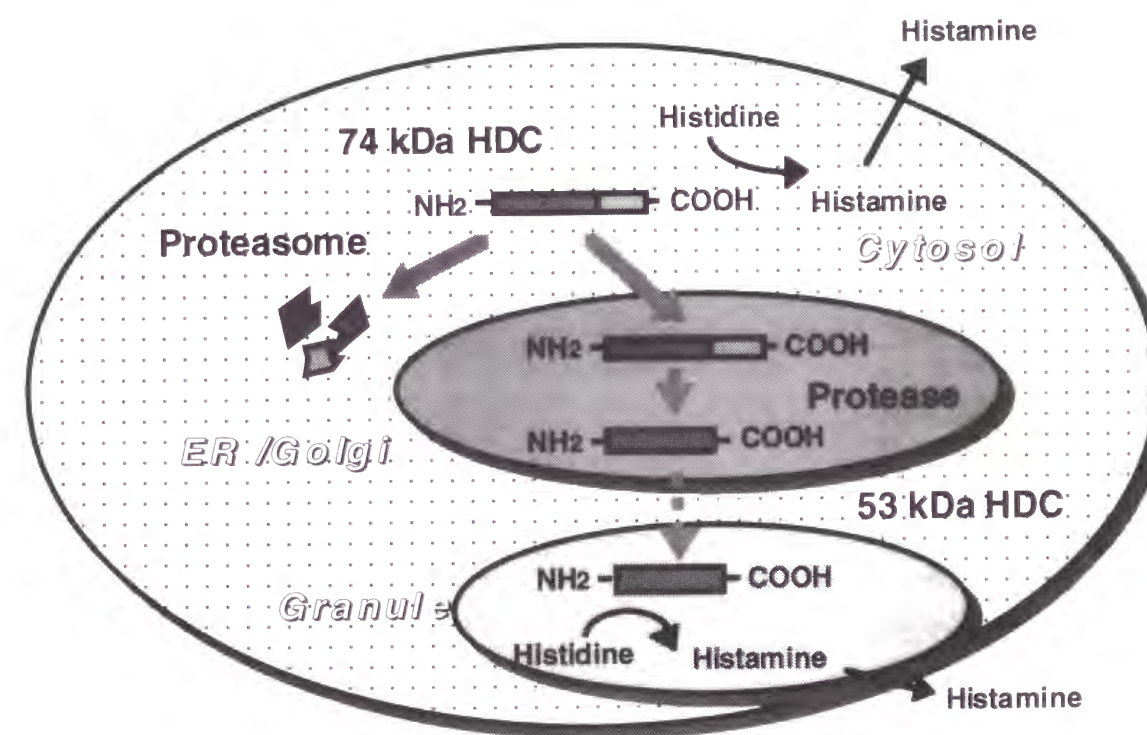 Histamine
Histidine
74 kDa HDC
NH2 COOH Histamine
Proteasome
Cytosol
NH2 COOH
Protease
ER /Golgi
NH2 COOH
53 kDa HDC
NH2 COOH
Granule
Histidine Histamine
Histamine